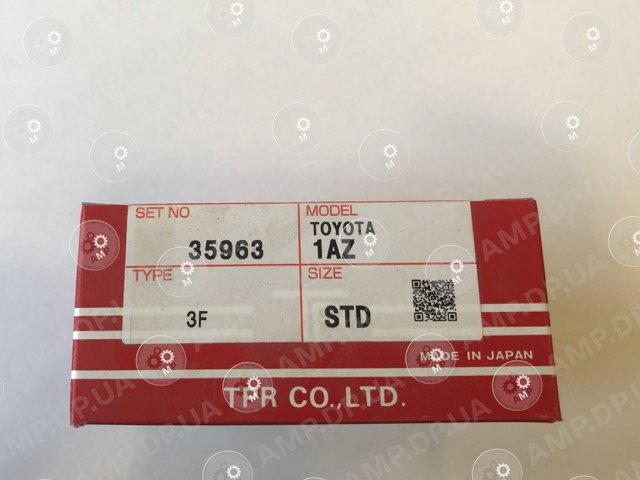 SET NO
35963
MODEL
TOYOTA
1AZ
TYPE
3F
SIZE
STD
MADE IN JAPAN
TPR CO.,LTD.
AMP.DP.UA